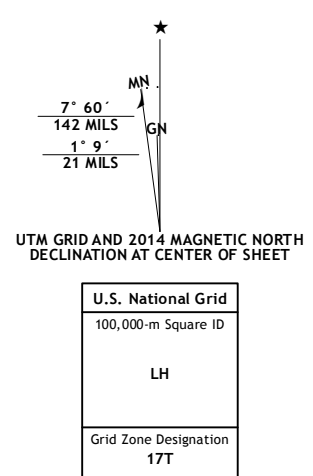 MN
7° 60´
142 MILS
GN
1° 9´
21 MILS
UTM GRID AND 2014 MAGNETIC NORTH
DECLINATION AT CENTER OF SHEET
U.S. National Grid
100,000-m Square ID
LH
Grid Zone Designation
17T